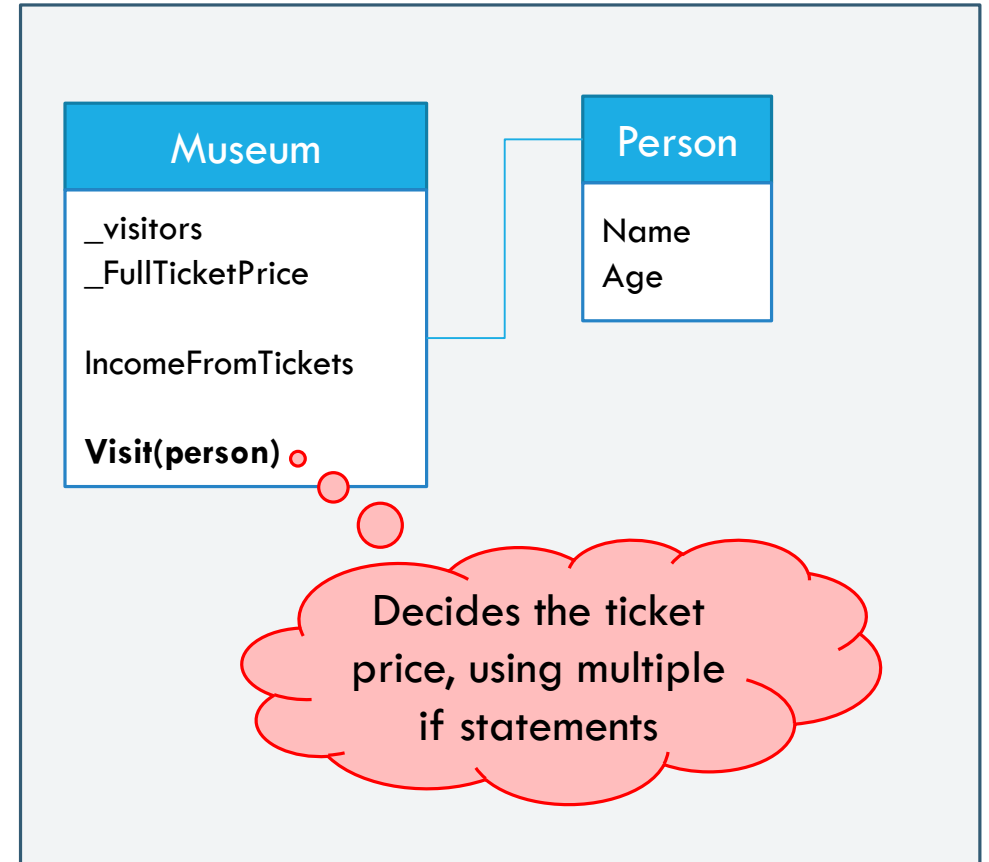 Museum
_visitors
_FullTicketPrice
IncomeFromTickets
Visit(person)
Person
Name
Age
Decides the ticket
price, using multiple
if statements